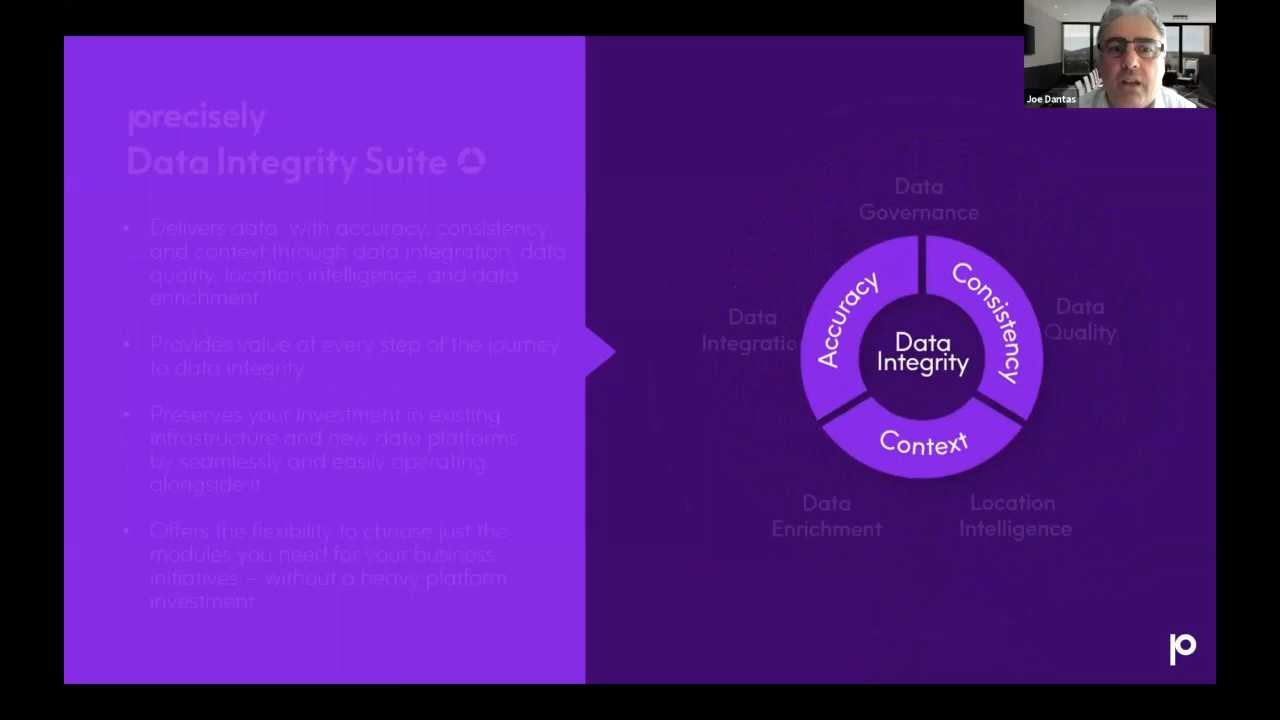 Joe Dantas
precisely
Data Integrity Suite
• Delivers data with accuracy, consistency,
and context through data integration, data
quality, location intelligence, and data
enrichment
• Provides value at every step of the journey
to data integrity
• Preserves your investment in existing
infrastructure and new data platforms
by seamlessly and easily operating
alongside it
• Offers the flexibility to choose just the
modules you need for your business
initiatives – without a heavy platform
investment
Data
Governance
Data
Integratio
Data
Quality
Accuracy
Consistency
Data
Integrity
Context
Data
Enrichment
Location
Intelligence
p